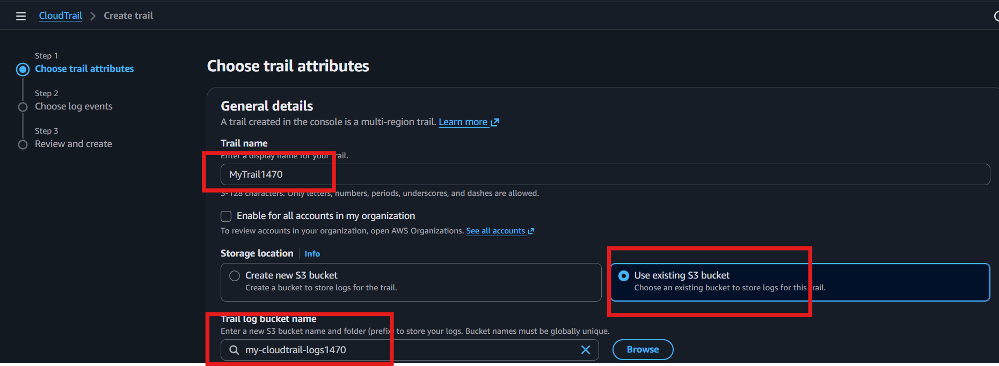 CloudTrail > Create trail
Step 1
Choose trail attributes
Step 2
Choose log events
Step 3
Review and create
Choose trail attributes
General details
A trail created in the console is a multi-region trail. Learn more
Trail name
Enter a display name for your trail.
MyTrail1470
3-128 characters. Only letters, numbers, periods, underscores, and dashes are allowed.
Enable for all accounts in my organization
To review accounts in your organization, open AWS Organizations. See all accounts
Storage location | Info
Create new S3 bucket
Create a bucket to store logs for the trail.
Use existing S3 bucket
Choose an existing bucket to store logs for this trail.
Trail log bucket name
Enter a new S3 bucket name and folder (prefix) to store your logs. Bucket names must be globally unique.
my-cloudtrail-logs1470
Browse